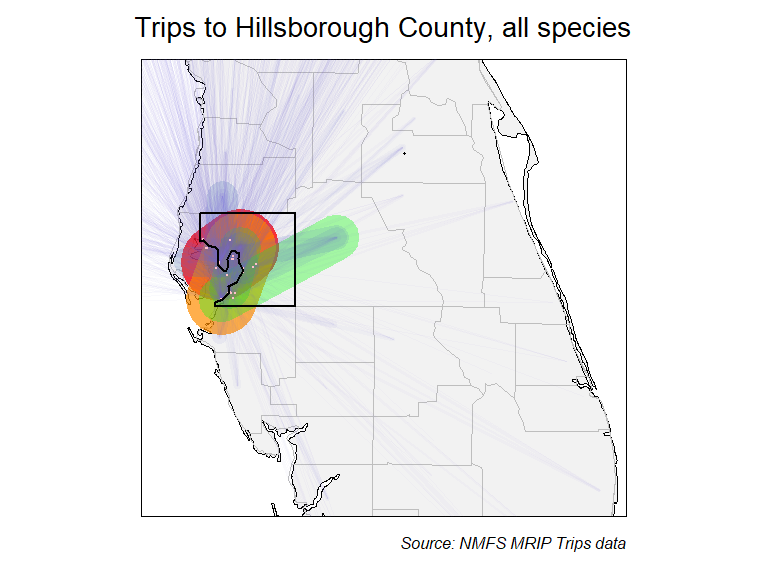 Trips to Hillsborough County, all species
Source: NMFS MRIP Trips data